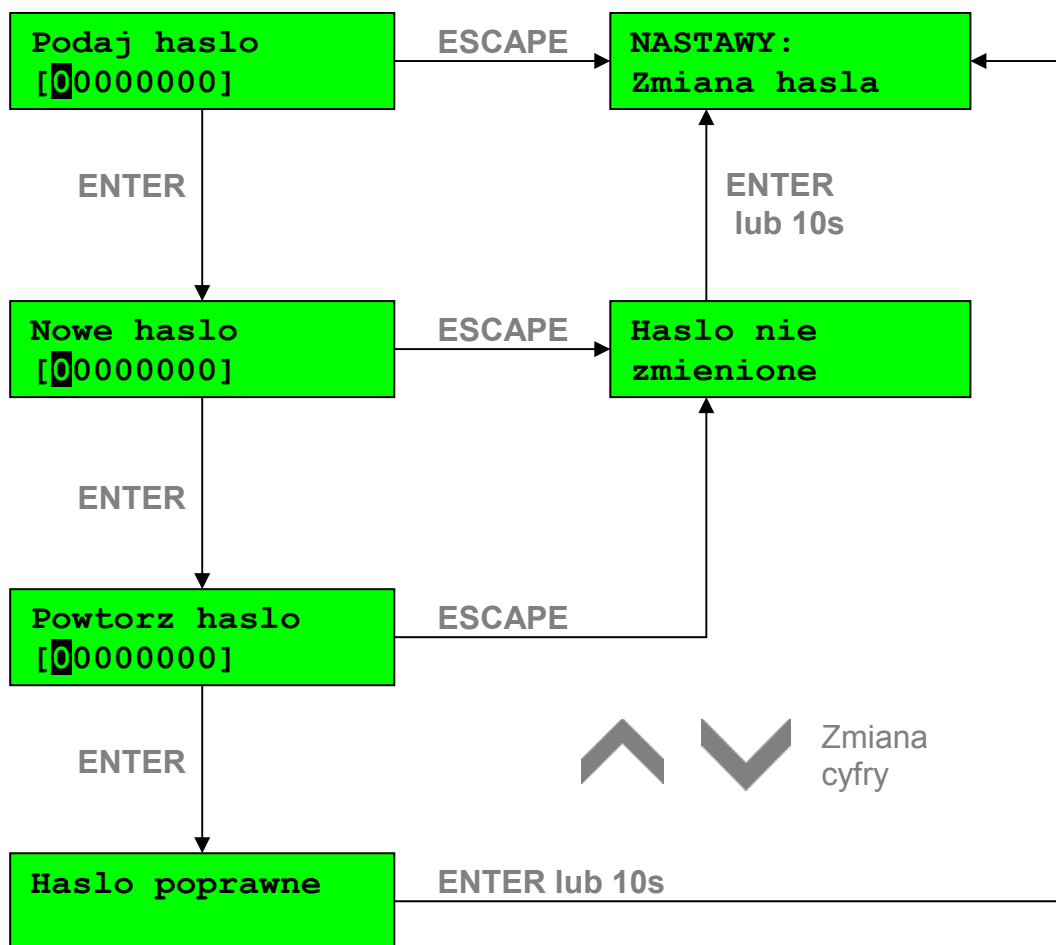 Podaj haslo
[00000000]
ESCAPE
NASTAWY:
Zmiana hasla
ENTER
ENTER
lub 10s
Nowe haslo
[00000000]
ESCAPE
Haslo nie
zmienione
ENTER
Powtorz haslo
[00000000]
ESCAPE
ENTER
Zmiana
cyfry
Haslo poprawne
ENTER lub 10s